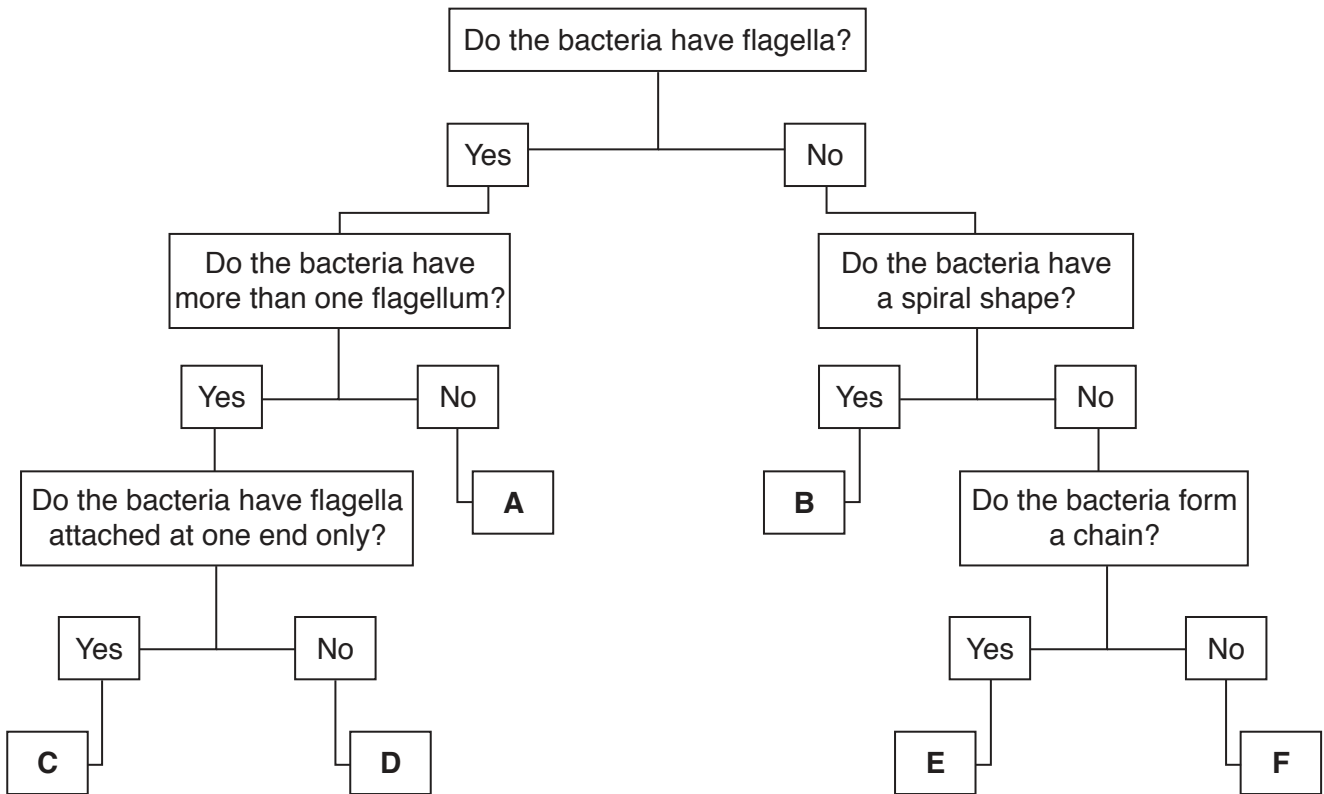 Do the bacteria have flagella?
Yes
No
Do the bacteria have
more than one flagellum?
Do the bacteria have
a spiral shape?
Yes
No
Yes
No
Do the bacteria have flagella
attached at one end only?
A
B
Do the bacteria form
a chain?
Yes
No
Yes
No
C
D
E
F